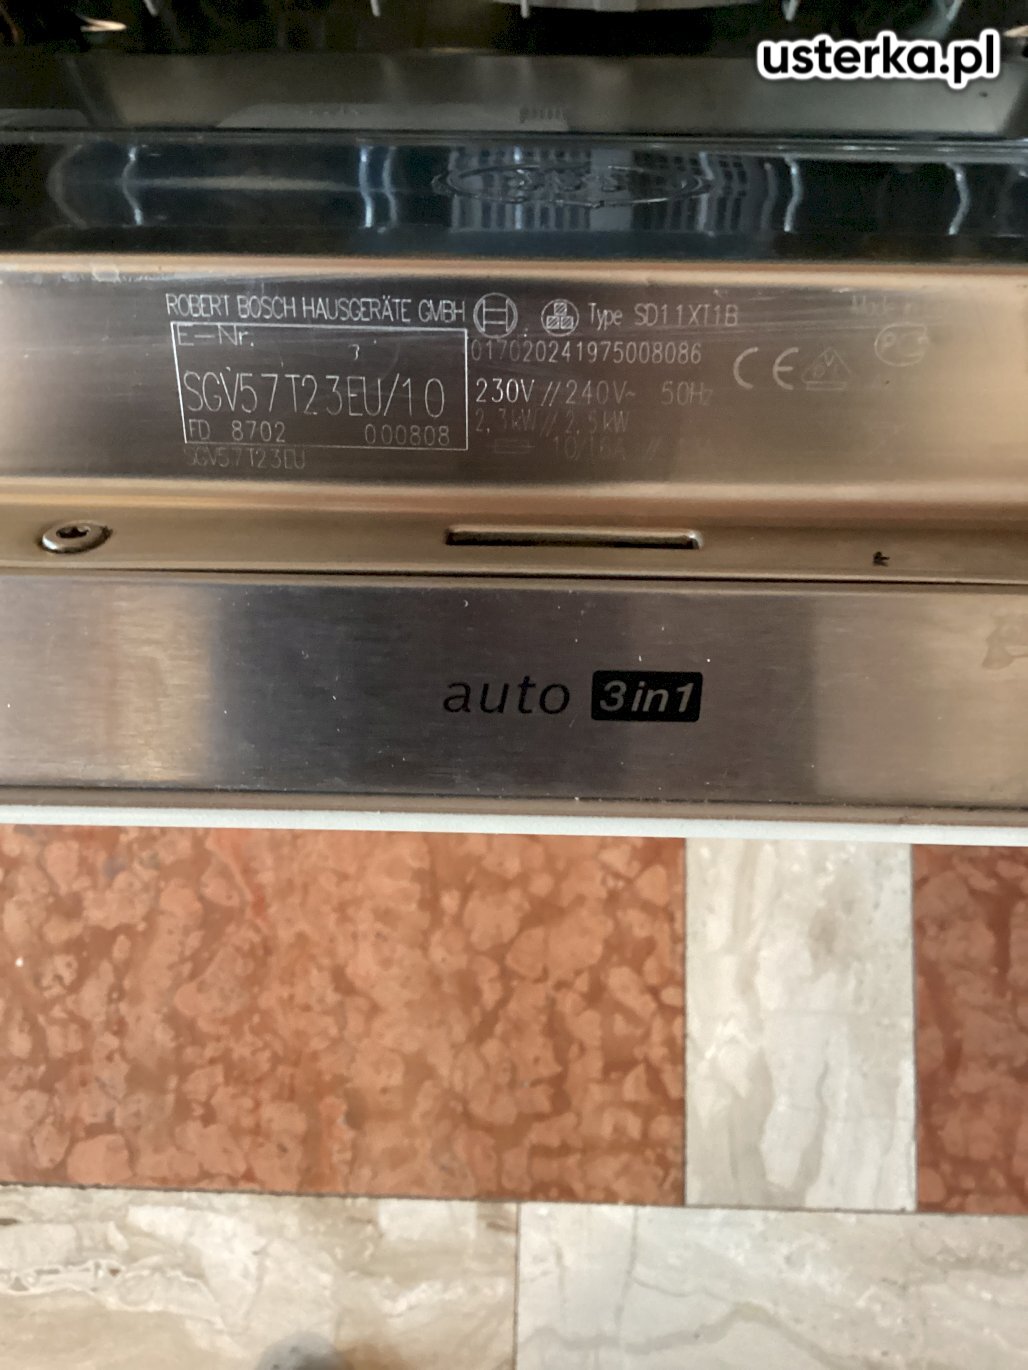 usterka.pl
ROBERT BOSCH HAUSGERÄTE GMBH Type SD11XT1B
E-Nr. 017020241975008086
SGV57T23EU/10 230V//240V~ 50Hz
FD 8702 000808 2,3kW//2,5kW
SGV57T23EU 10/16A //
CE
auto 3in1